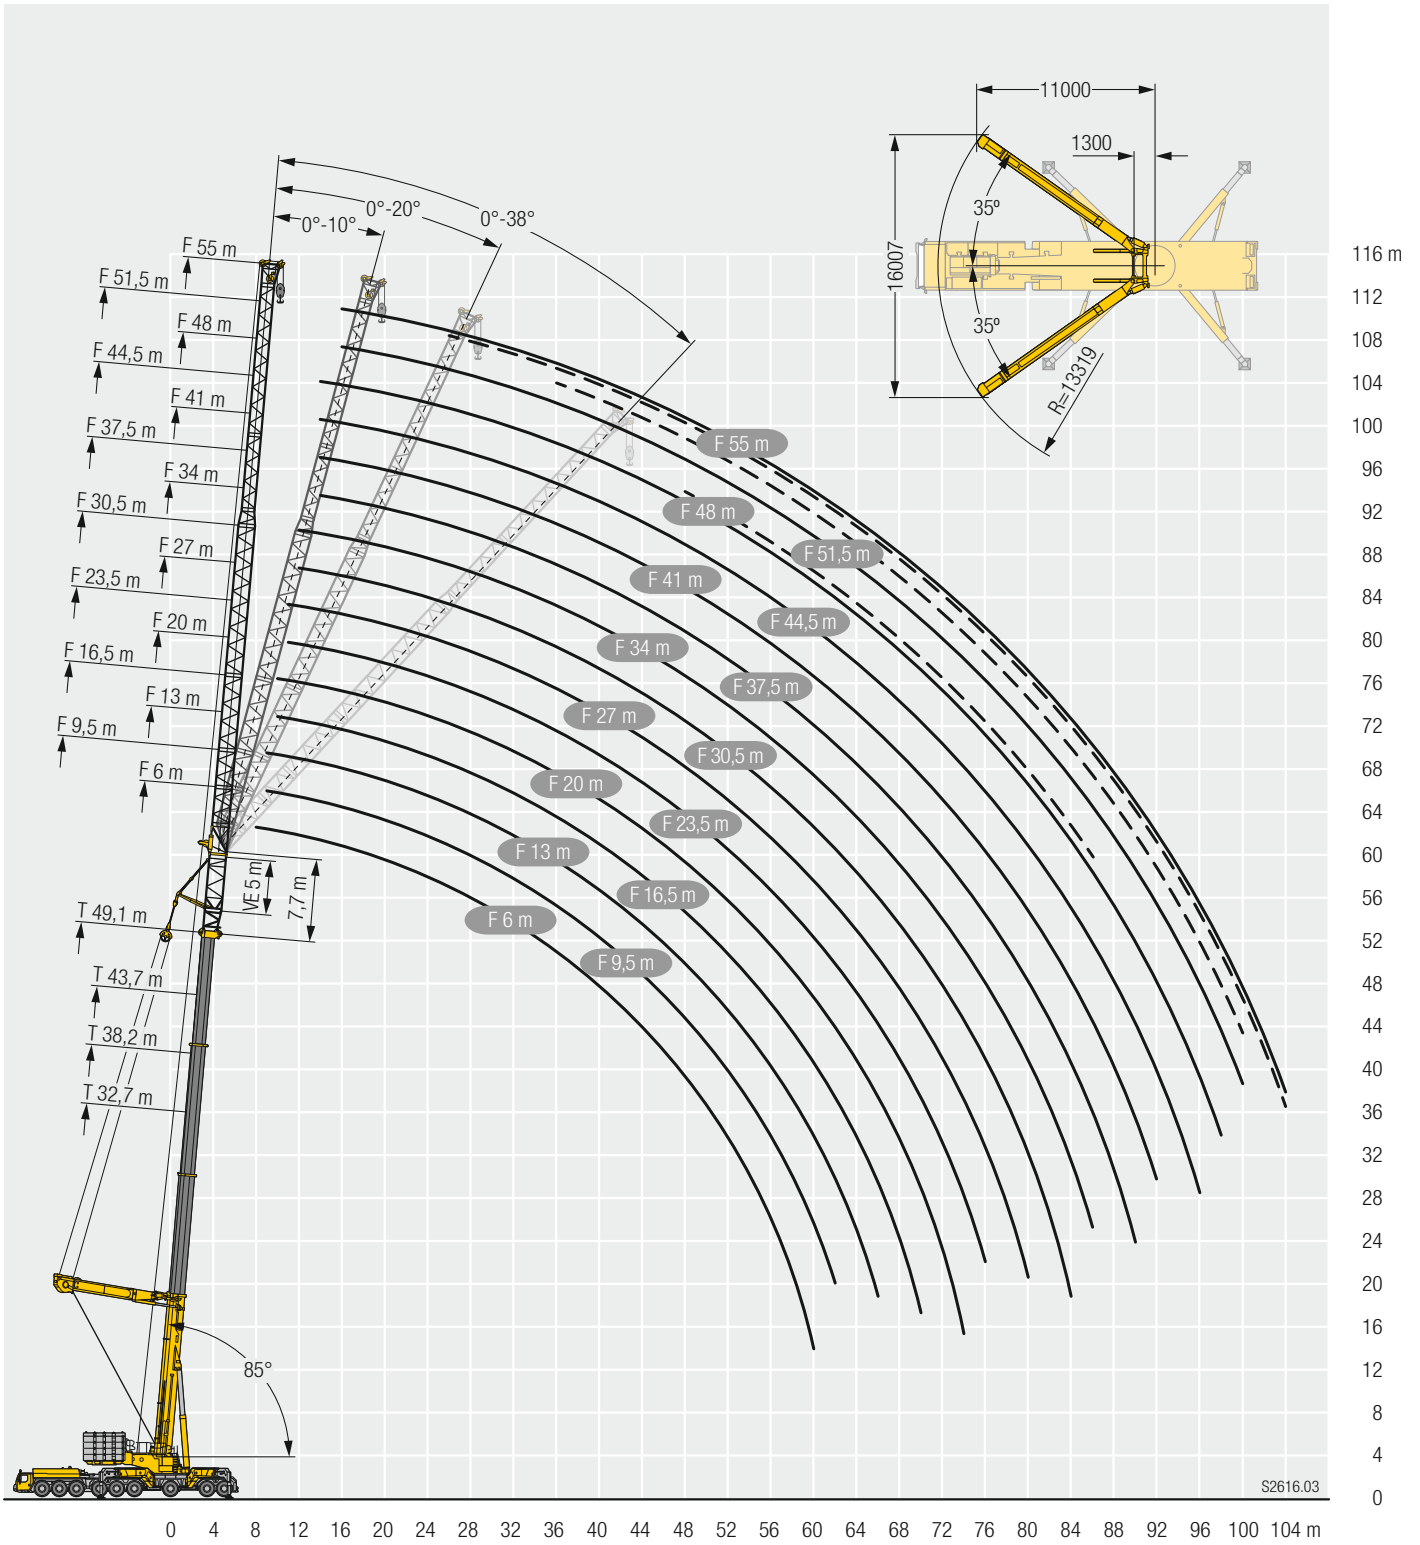 11000
1300
35º
16007
35º
R=13319
0°-38°
0°-20°
0°-10°
F 55 m
F 51,5 m
F 48 m
F 44,5 m
F 41 m
F 37,5 m
F 34 m
F 30,5 m
F 27 m
F 23,5 m
F 20 m
F 16,5 m
F 13 m
F 9,5 m
F 6 m
VE 5 m
7,7 m
T 49,1 m
T 43,7 m
T 38,2 m
T 32,7 m
85°
F 55 m
F 48 m
F 51,5 m
F 41 m
F 44,5 m
F 34 m
F 37,5 m
F 27 m
F 30,5 m
F 20 m
F 23,5 m
F 13 m
F 16,5 m
F 6 m
F 9,5 m
116 m
112
108
104
100
96
92
88
84
80
76
72
68
64
60
56
52
48
44
40
36
32
28
24
20
16
12
8
4
0
S2616.03
0 4 8 12 16 20 24 28 32 36 40 44 48 52 56 60 64 68 72 76 80 84 88 92 96 100 104 m